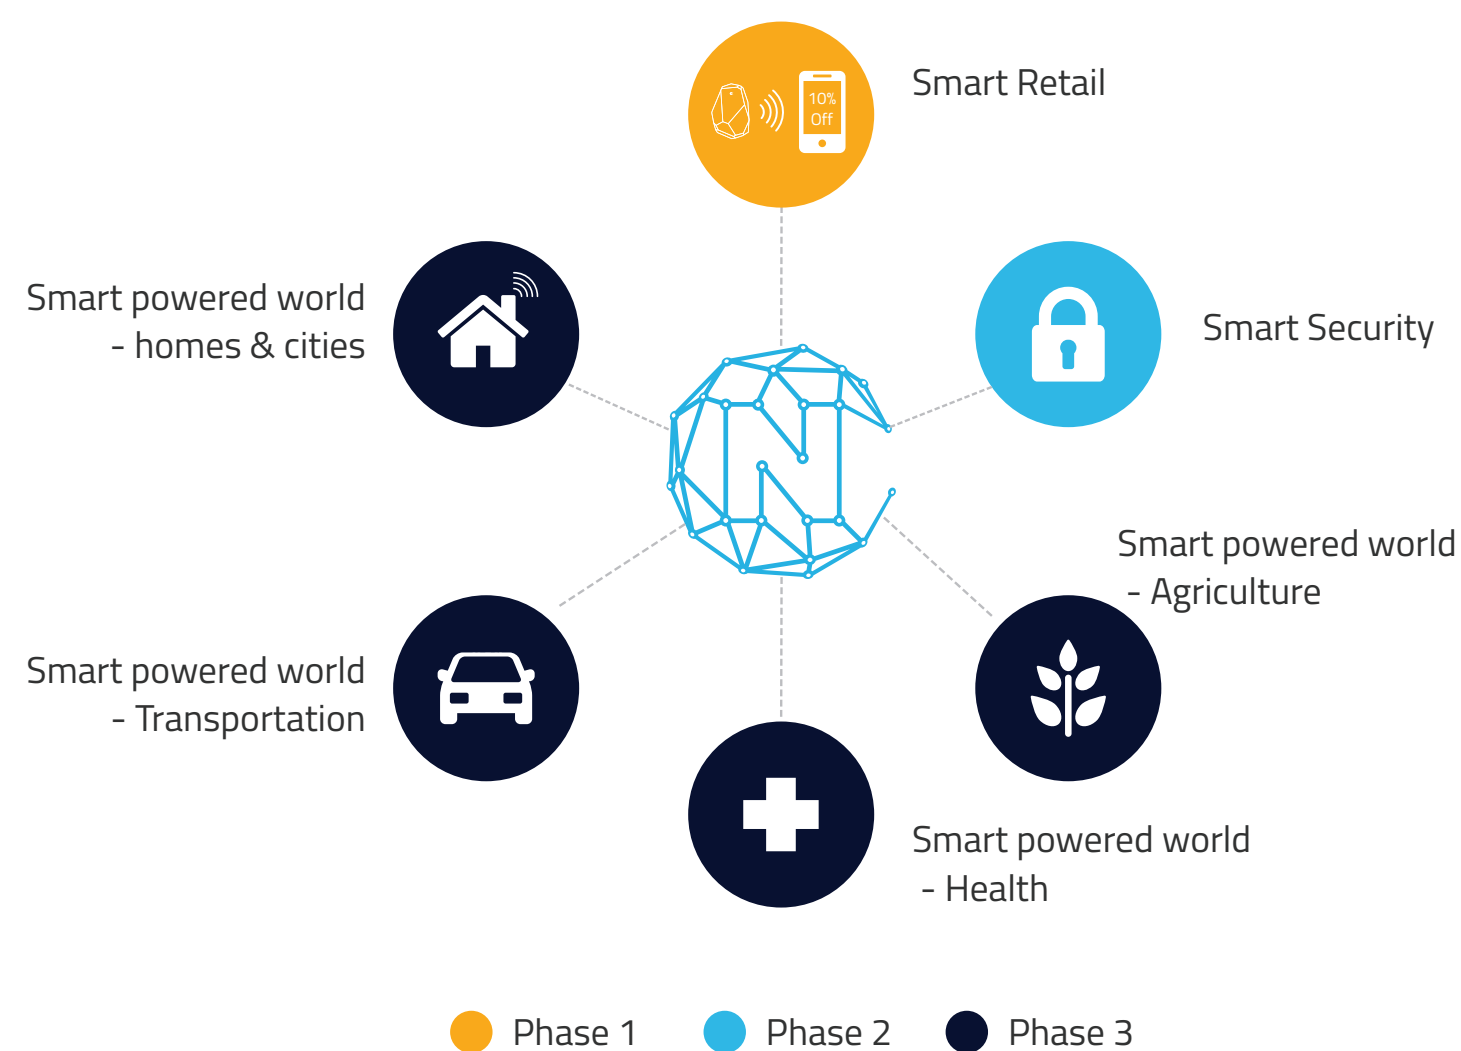 10%
Off
Smart Retail
Smart powered world
- homes & cities
Smart Security
Smart powered world
- Agriculture
Smart powered world
- Transportation
Smart powered world
- Health
Phase 1
Phase 2
Phase 3